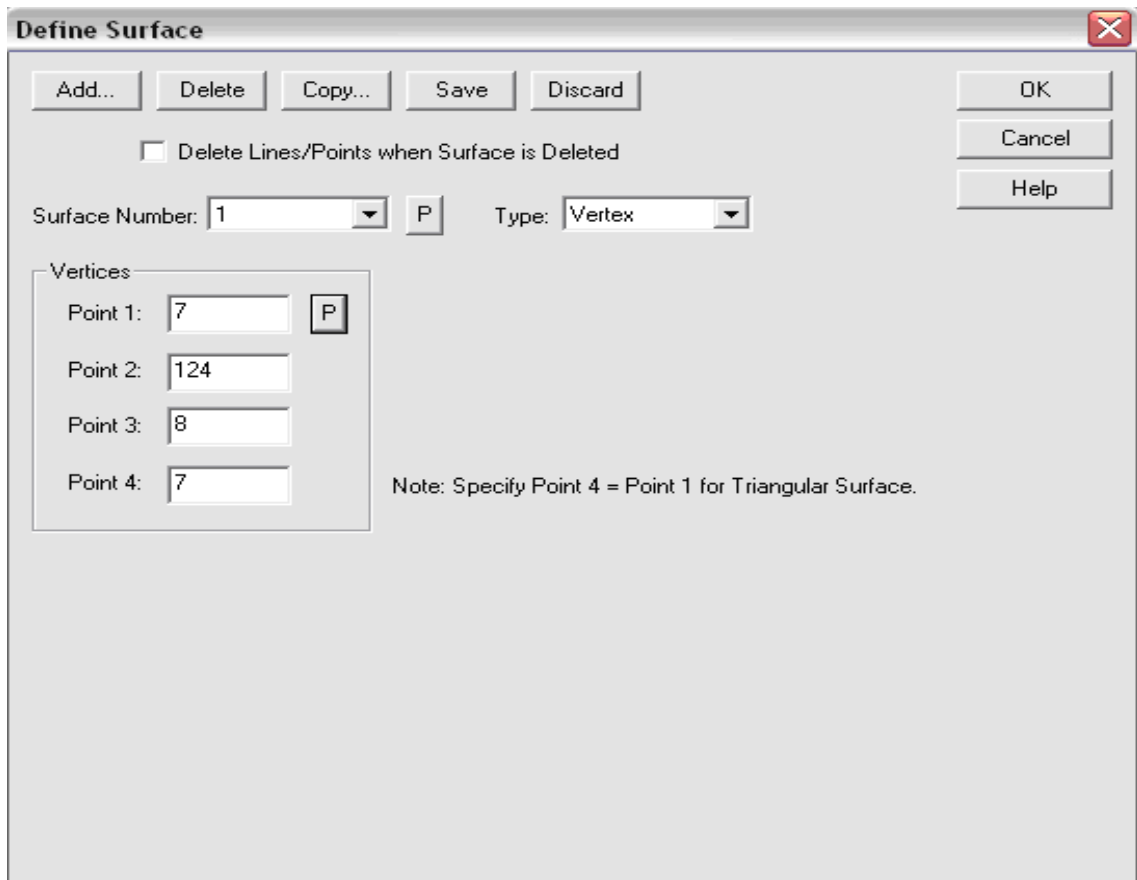 Define Surface
Add... Delete Copy... Save Discard OK
Cancel
Delete Lines/Points when Surface is Deleted
Help
Surface Number: 1 P Type: Vertex
Vertices
Point 1: 7 P
Point 2: 124
Point 3: 8
Point 4: 7 Note: Specify Point 4 = Point 1 for Triangular Surface.